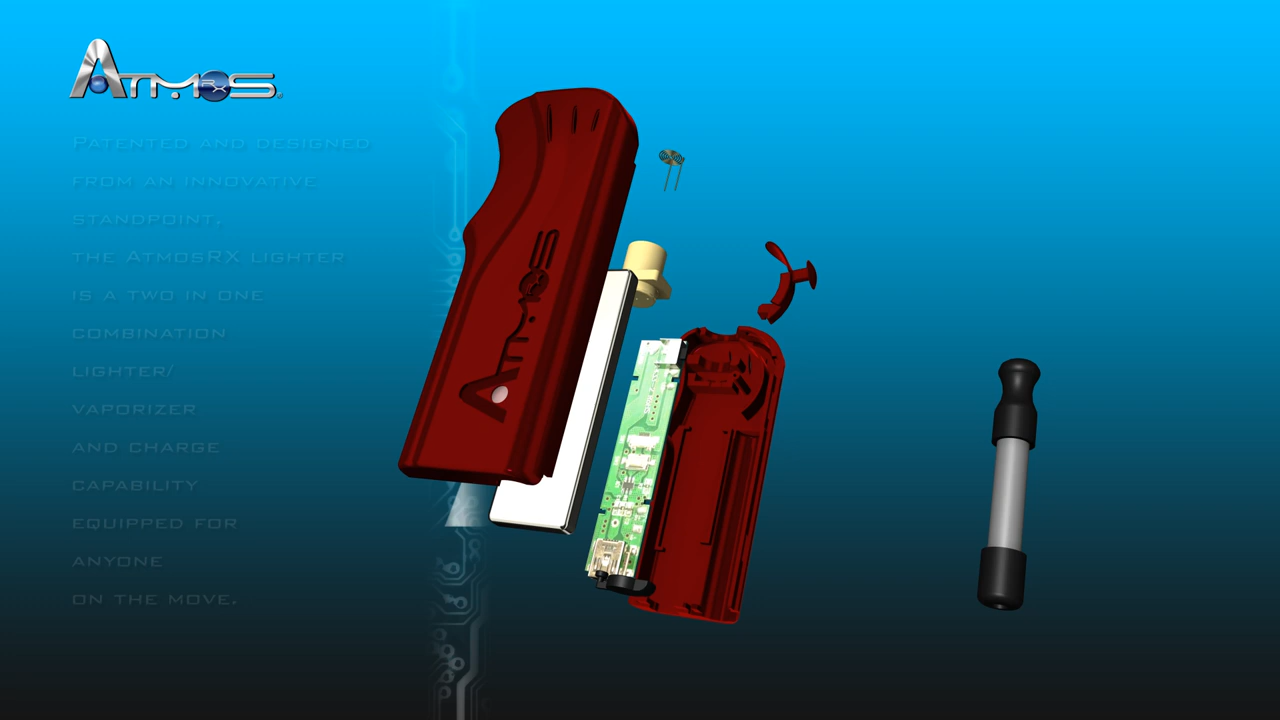 ATMOS RX
PATENTED AND DESIGNED
FROM AN INNOVATIVE
STANDPOINT.
THE ATMOSRX LIGHTER
IS A TWO IN ONE
COMBINATION
LIGHTER/
VAPORIZER
AND CHARGE
CAPABILITY
EQUIPPED FOR
ANYONE
ON THE MOVE.
ATMOS